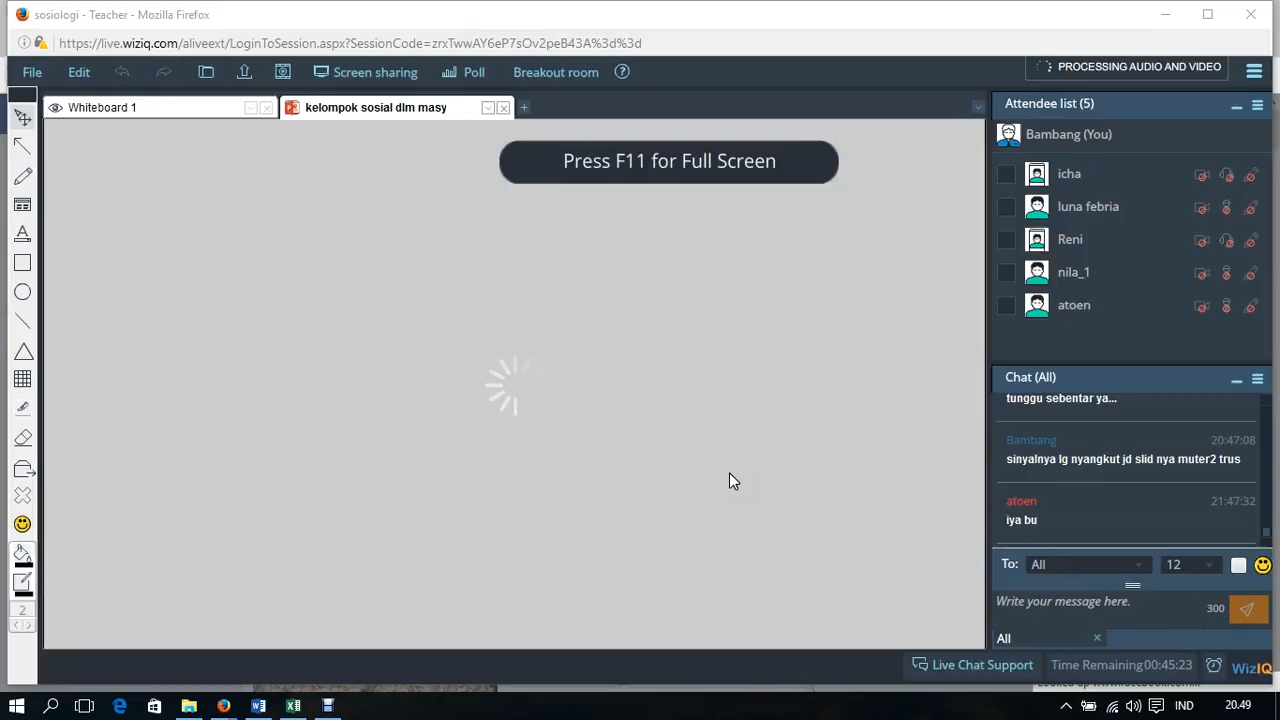 sosiologi - Teacher - Mozilla Firefox
https://live.wiziq.com/aliveext/LoginToSession.aspx?SessionCode=zrxTwwAY6eP7sOv2peB43A%3d%3d
File Edit Screen sharing Poll Breakout room ?
PROCESSING AUDIO AND VIDEO
Whiteboard 1
kelompok sosial dlm masy
Press F11 for Full Screen
Attendee list (5)
Bambang (You)
icha
luna febria
Reni
nila_1
atoen
Chat (All)
tunggu sebentar ya...
Bambang 20:47:08
sinyalnya lg nyangkut jd slid nya muter2 trus
atoen 21:47:32
iya bu
To: All 12
Write your message here. 300
All
2
Live Chat Support Time Remaining00:45:23 WizIQ
IND 20.49